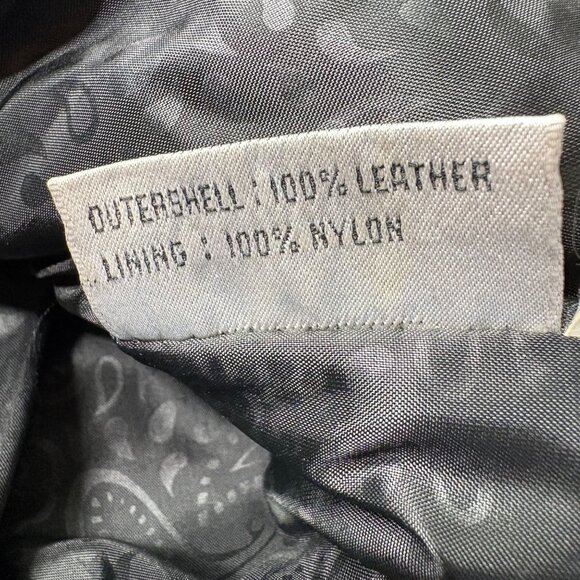 OUTERSHELL : 100% LEATHER
LINING : 100% NYLON